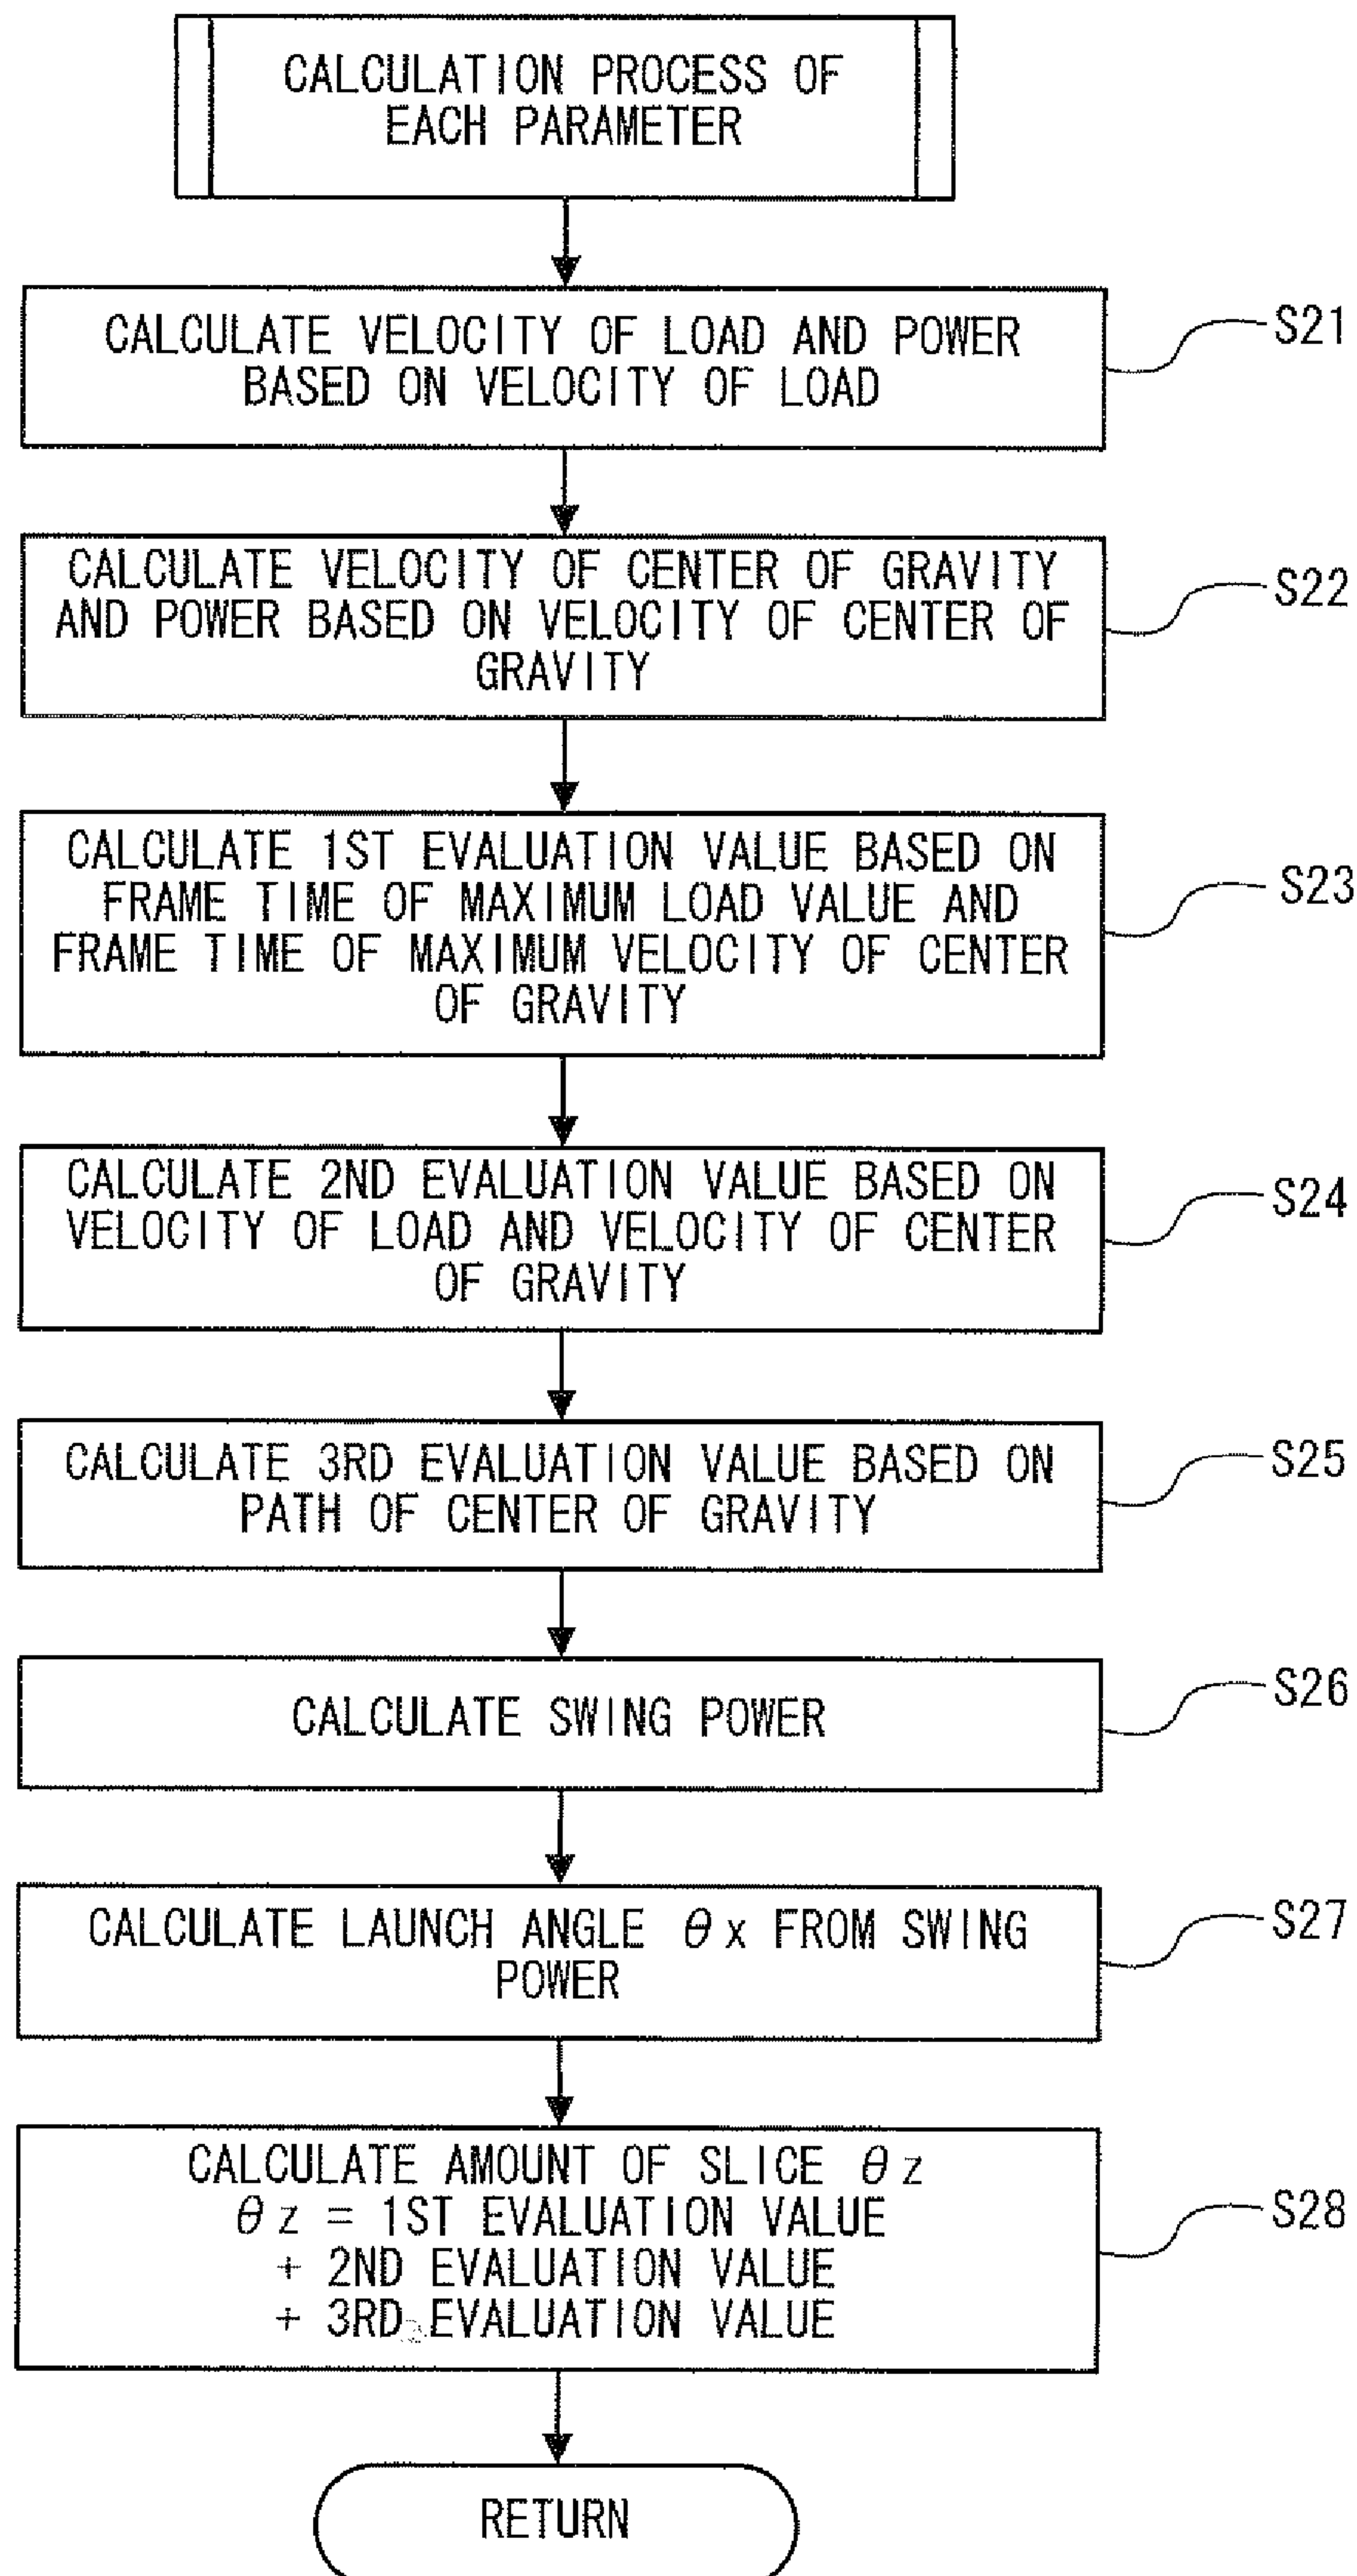 CALCULATION PROCESS OF
EACH PARAMETER
CALCULATE VELOCITY OF LOAD AND POWER
BASED ON VELOCITY OF LOAD
S21
CALCULATE VELOCITY OF CENTER OF GRAVITY
AND POWER BASED ON VELOCITY OF CENTER OF
GRAVITY
S22
CALCULATE 1ST EVALUATION VALUE BASED ON
FRAME TIME OF MAXIMUM LOAD VALUE AND
FRAME TIME OF MAXIMUM VELOCITY OF CENTER
OF GRAVITY
S23
CALCULATE 2ND EVALUATION VALUE BASED ON
VELOCITY OF LOAD AND VELOCITY OF CENTER
OF GRAVITY
S24
CALCULATE 3RD EVALUATION VALUE BASED ON
PATH OF CENTER OF GRAVITY
S25
CALCULATE SWING POWER
S26
CALCULATE LAUNCH ANGLE θx FROM SWING
POWER
S27
CALCULATE AMOUNT OF SLICE θz
θz = 1ST EVALUATION VALUE
+ 2ND EVALUATION VALUE
+ 3RD EVALUATION VALUE
S28
RETURN